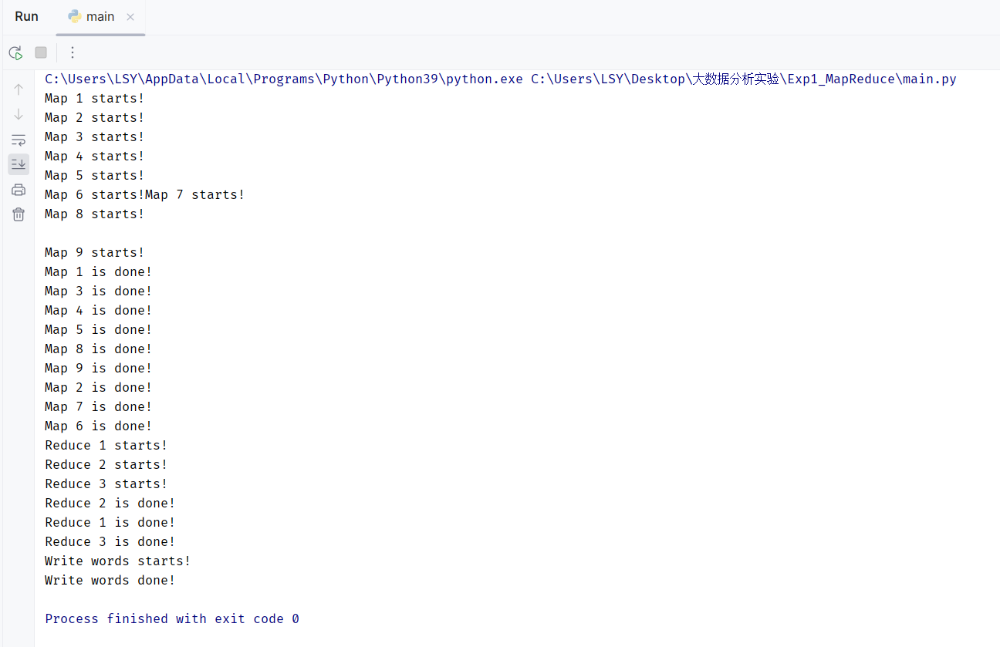 Run main
C:\Users\LSY\AppData\Local\Programs\Python\Python39\python.exe C:\Users\LSY\Desktop\大数据分析实验\Exp1_MapReduce\main.py
Map 1 starts!
Map 2 starts!
Map 3 starts!
Map 4 starts!
Map 5 starts!
Map 6 starts!Map 7 starts!
Map 8 starts!
Map 9 starts!
Map 1 is done!
Map 3 is done!
Map 4 is done!
Map 5 is done!
Map 8 is done!
Map 9 is done!
Map 2 is done!
Map 7 is done!
Map 6 is done!
Reduce 1 starts!
Reduce 2 starts!
Reduce 3 starts!
Reduce 2 is done!
Reduce 1 is done!
Reduce 3 is done!
Write words starts!
Write words done!
Process finished with exit code 0